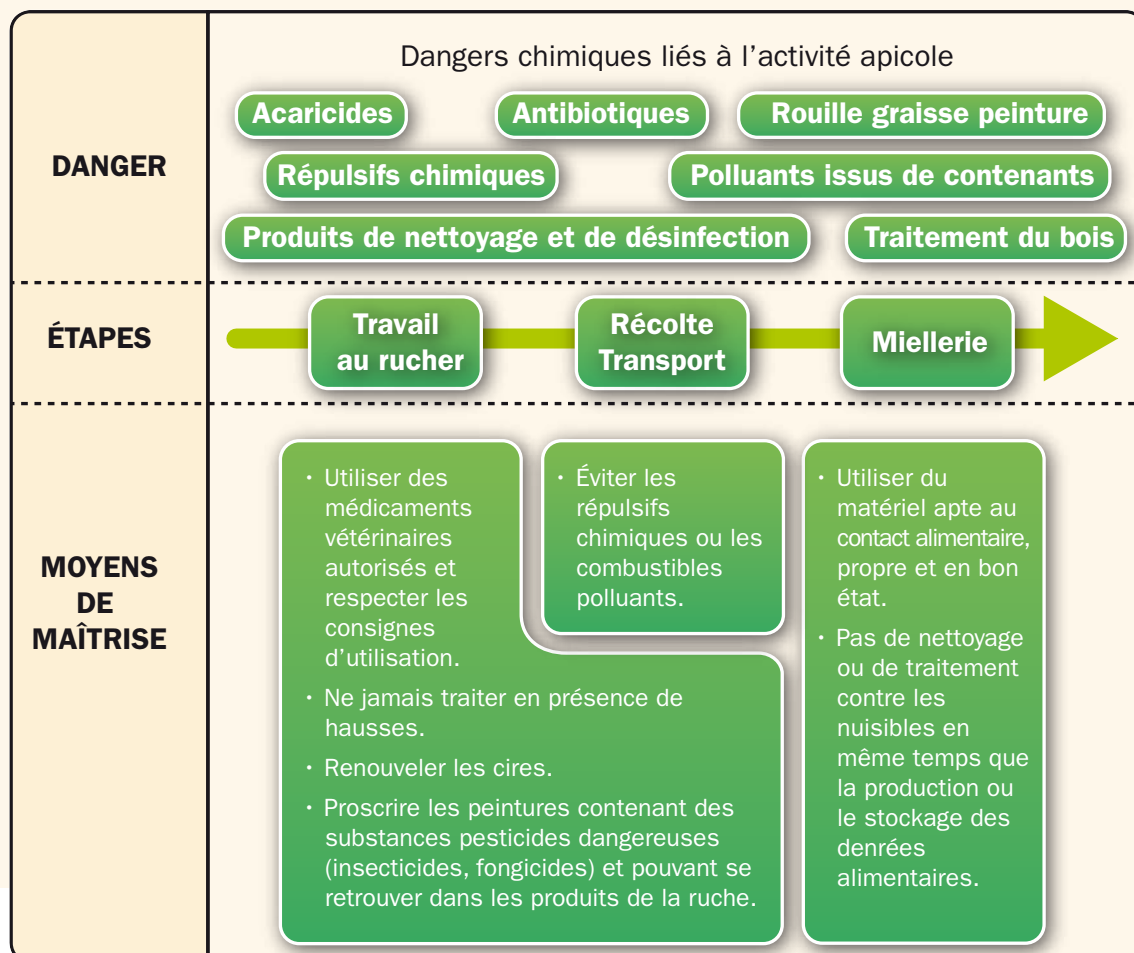 Dangers chimiques liés à l'activité apicole
DANGER
Acaricides
Antibiotiques
Rouille graisse peinture
Répulsifs chimiques
Polluants issus de contenants
Produits de nettoyage et de désinfection
Traitement du bois
ÉTAPES
Travail
au rucher
Récolte
Transport
Miellerie
MOYENS
DE
MAÎTRISE
· Utiliser des
médicaments
vétérinaires
autorisés et
respecter les
consignes
d'utilisation.
· Ne jamais traiter en présence de
hausses.
· Renouveler les cires.
· Proscrire les peintures contenant des
substances pesticides dangereuses
(insecticides, fongicides) et pouvant se
retrouver dans les produits de la ruche.
· Éviter les
répulsifs
chimiques ou les
combustibles
polluants.
· Utiliser du
matériel apte au
contact alimentaire,
propre et en bon
état.
· Pas de nettoyage
ou de traitement
contre les
nuisibles en
même temps que
la production ou
le stockage des
denrées
alimentaires.